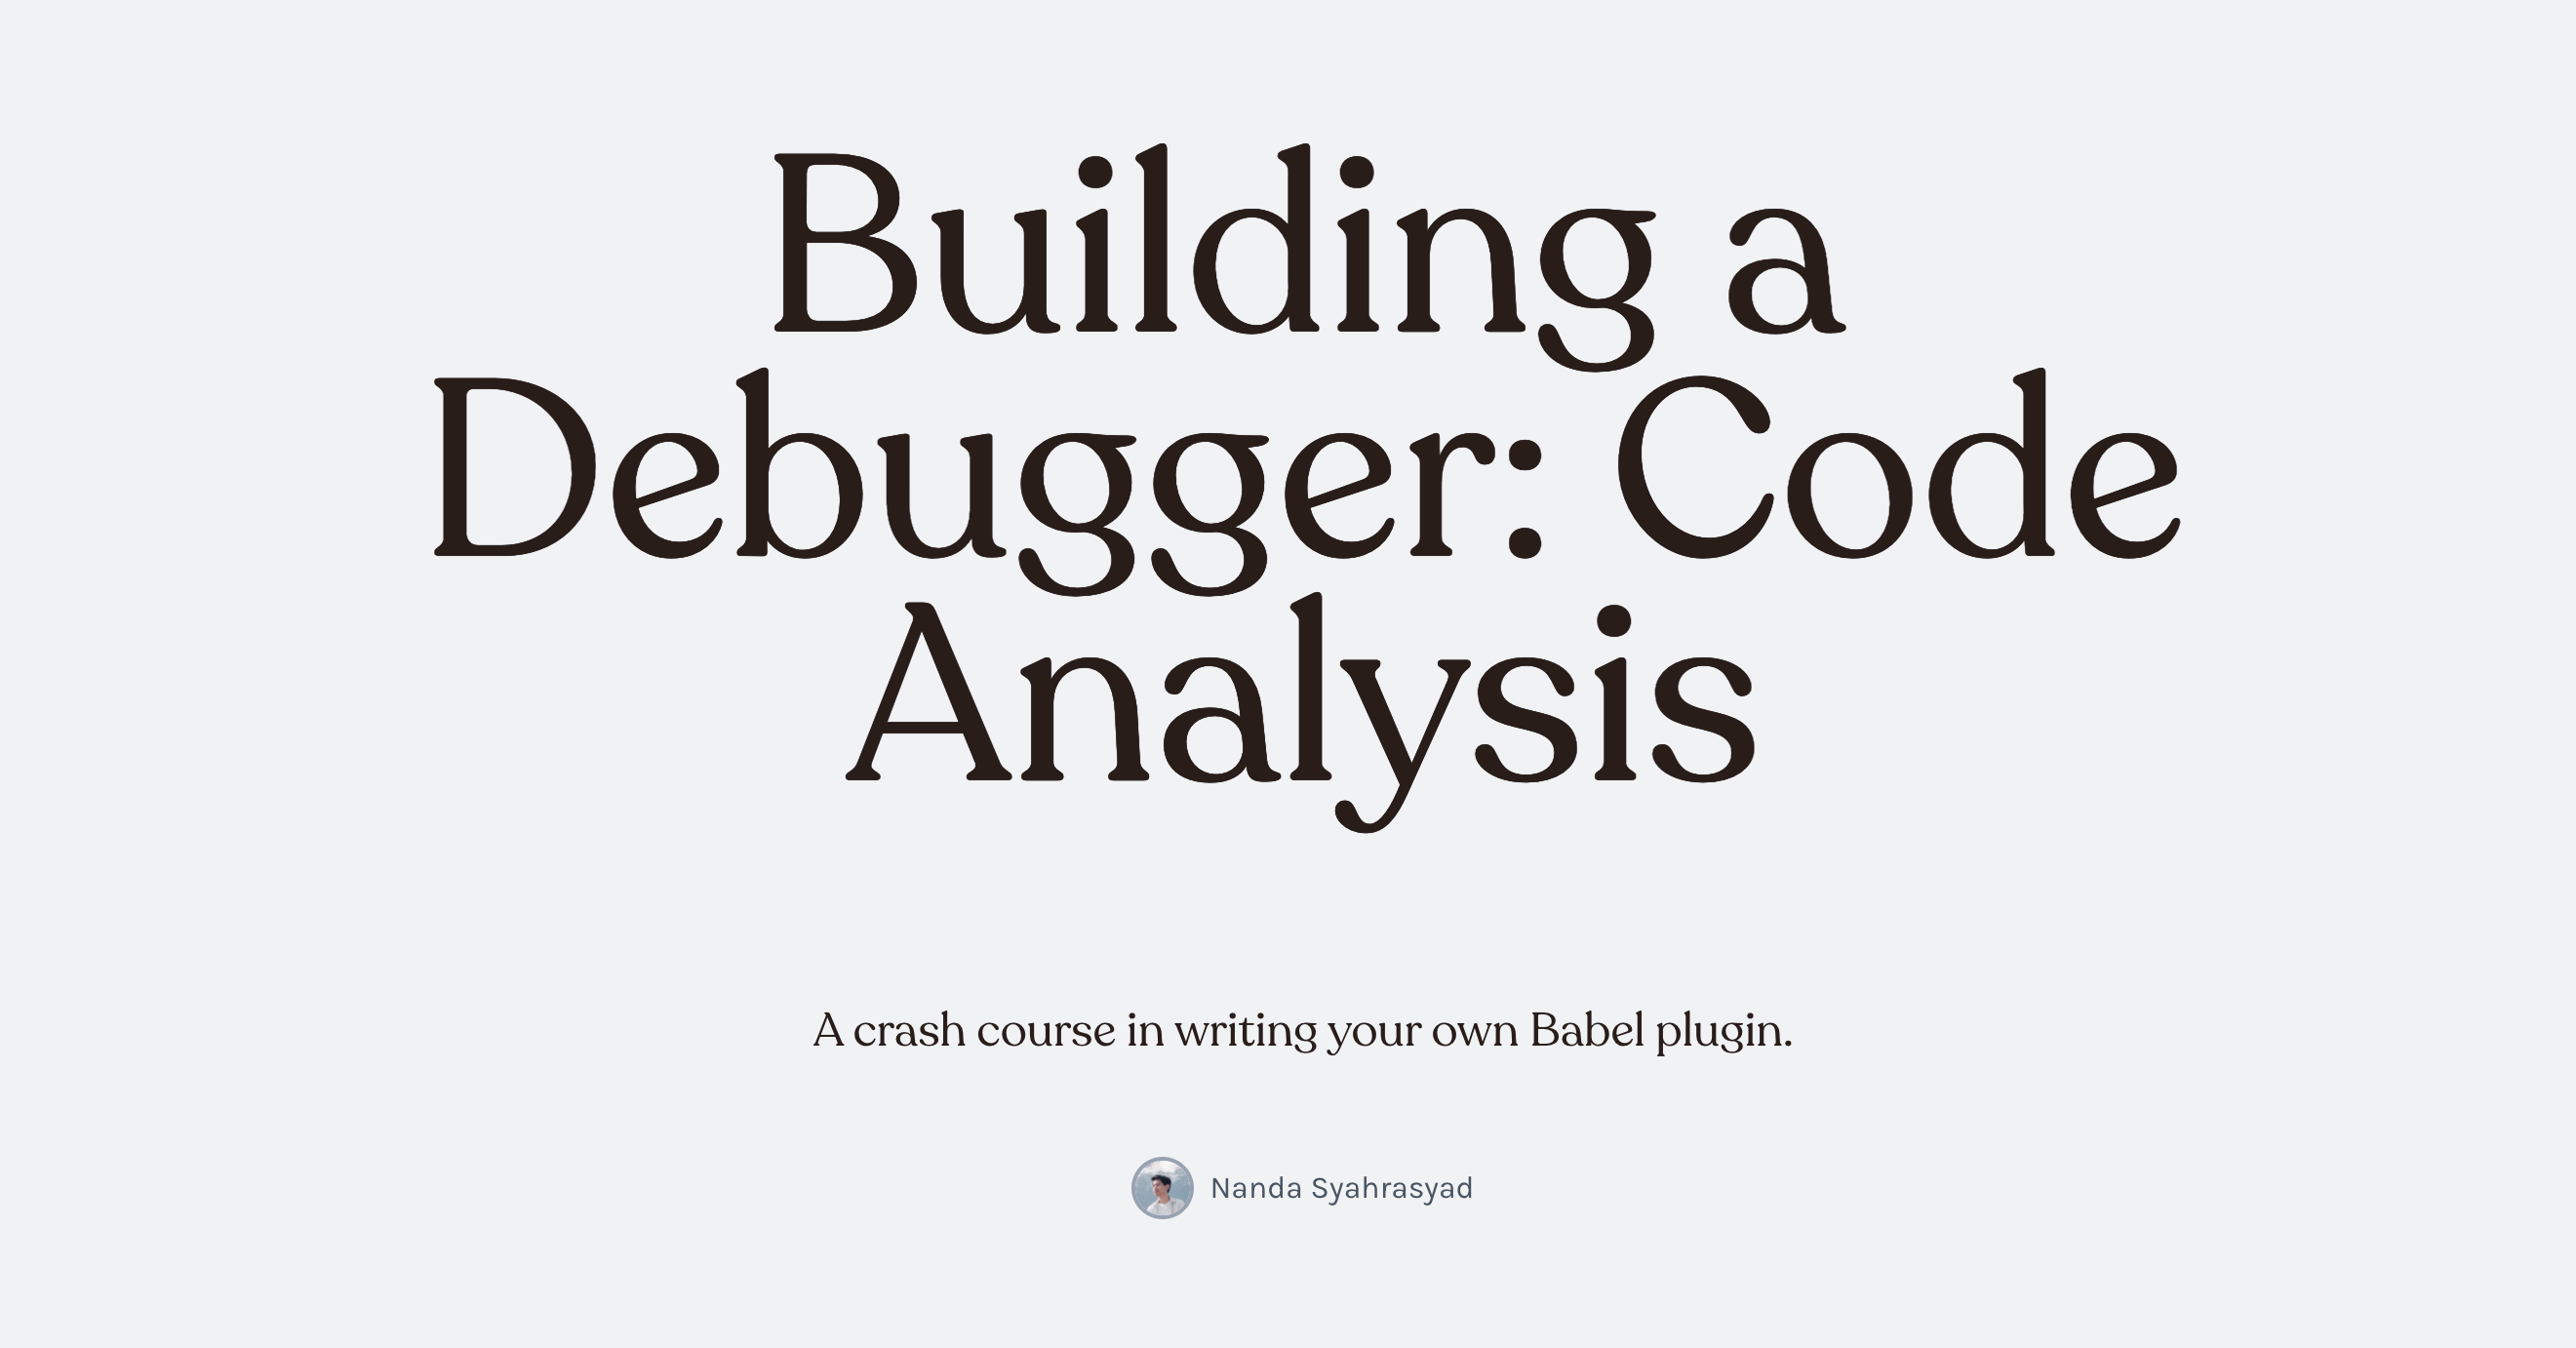 Building a
Debugger: Code
Analysis
A crash course in writing your own Babel plugin.
Nanda Syahrasyad